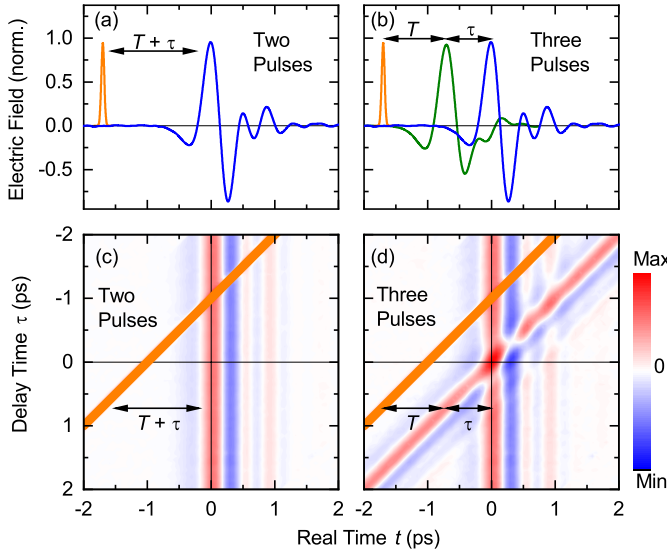 (a)
T + τ
Two
Pulses
(b)
T
τ
Three
Pulses
Electric Field (norm.)
1.0
0.5
0.0
-0.5
(c)
Two
Pulses
T + τ
(d)
Three
Pulses
T
τ
Delay Time τ (ps)
-2
-1
0
1
2
-2
-1
0
1
2
-2
-1
0
1
2
Real Time t (ps)
Max
0
Min